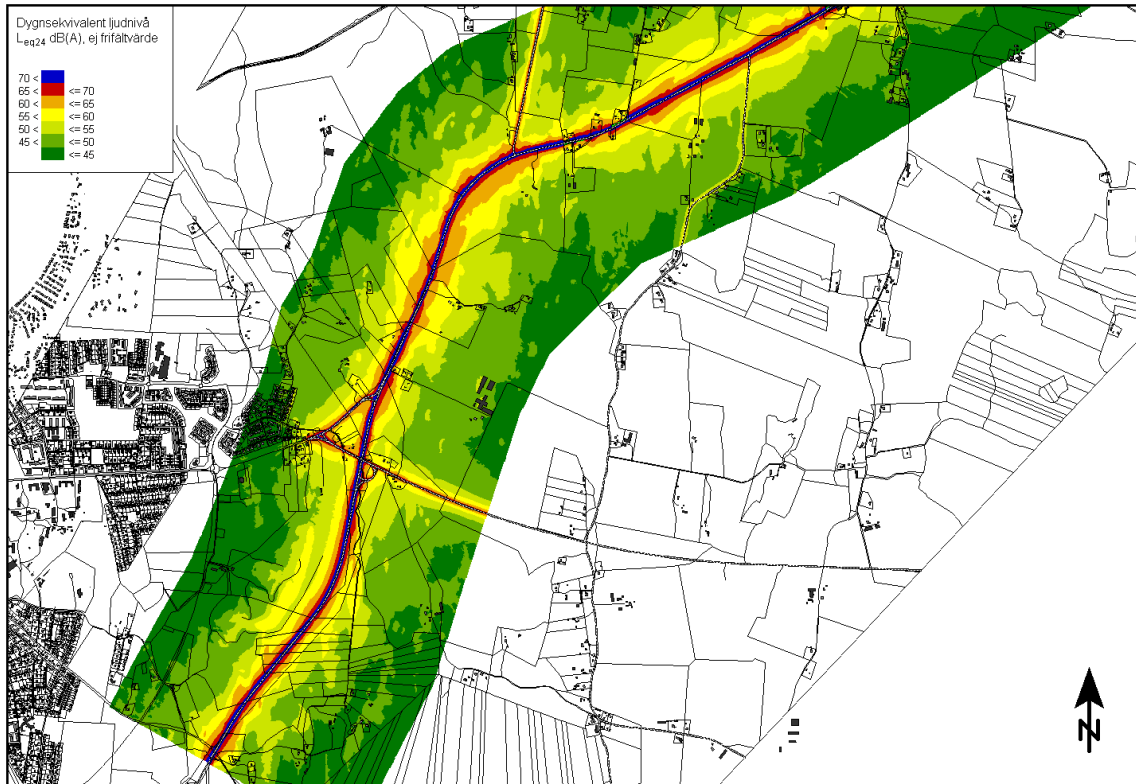 Dygnsekvivalent ljudnivå
Leq24 dB(A), ej frifältvärde
70 <
65 < <= 70
60 < <= 65
55 < <= 60
50 < <= 55
45 < <= 50
<= 45
N